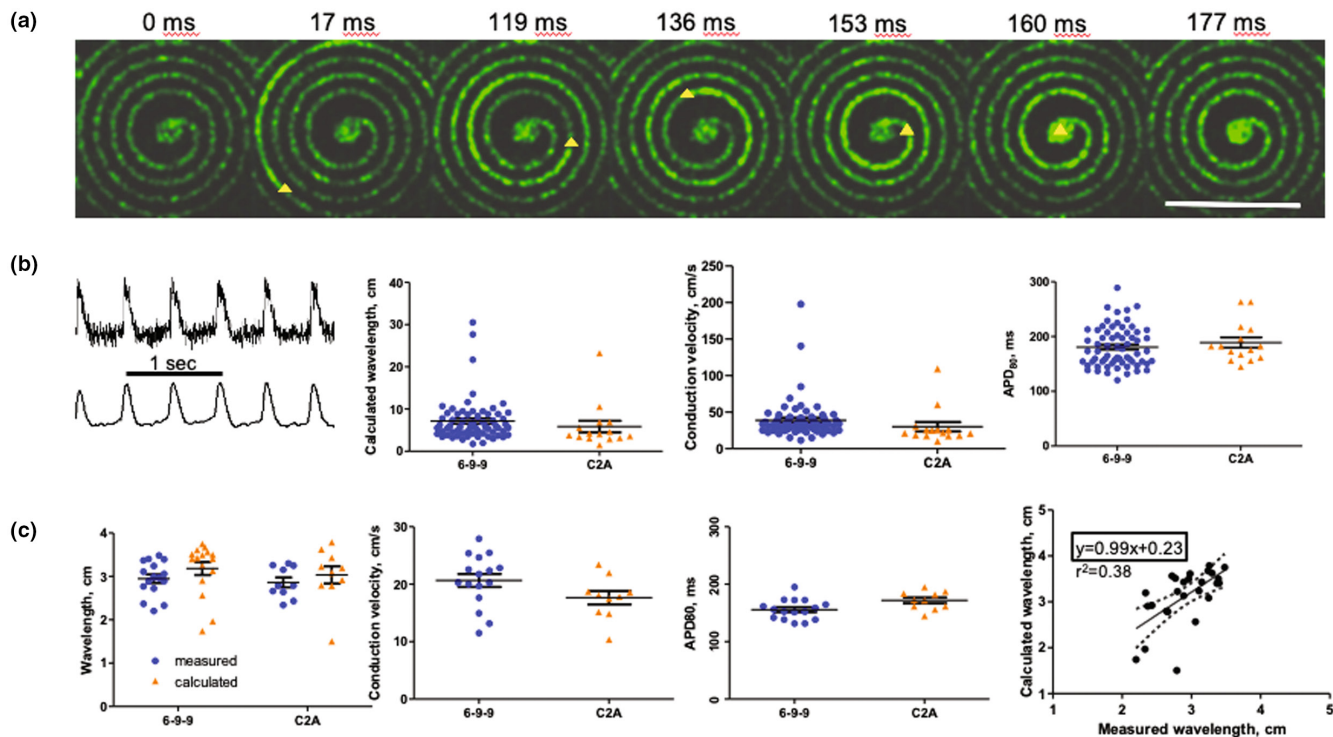 (a)
0 ms 17 ms 119 ms 136 ms 153 ms 160 ms 177 ms
(b)
1 sec
Calculated wavelength, cm
40
30
20
10
0
6-9-9 C2A
Conduction velocity, cm/s
250
200
150
100
50
0
6-9-9 C2A
APD80, ms
300
200
100
0
6-9-9 C2A
(c)
Wavelength, cm
4
3
2
1
0
measured
calculated
6-9-9 C2A
Conduction velocity, cm/s
30
20
10
0
6-9-9 C2A
APD80, ms
300
200
100
0
6-9-9 C2A
Calculated wavelength, cm
5
4
3
2
1
y=0.99x+0.23
r²=0.38
1 2 3 4 5
Measured wavelength, cm